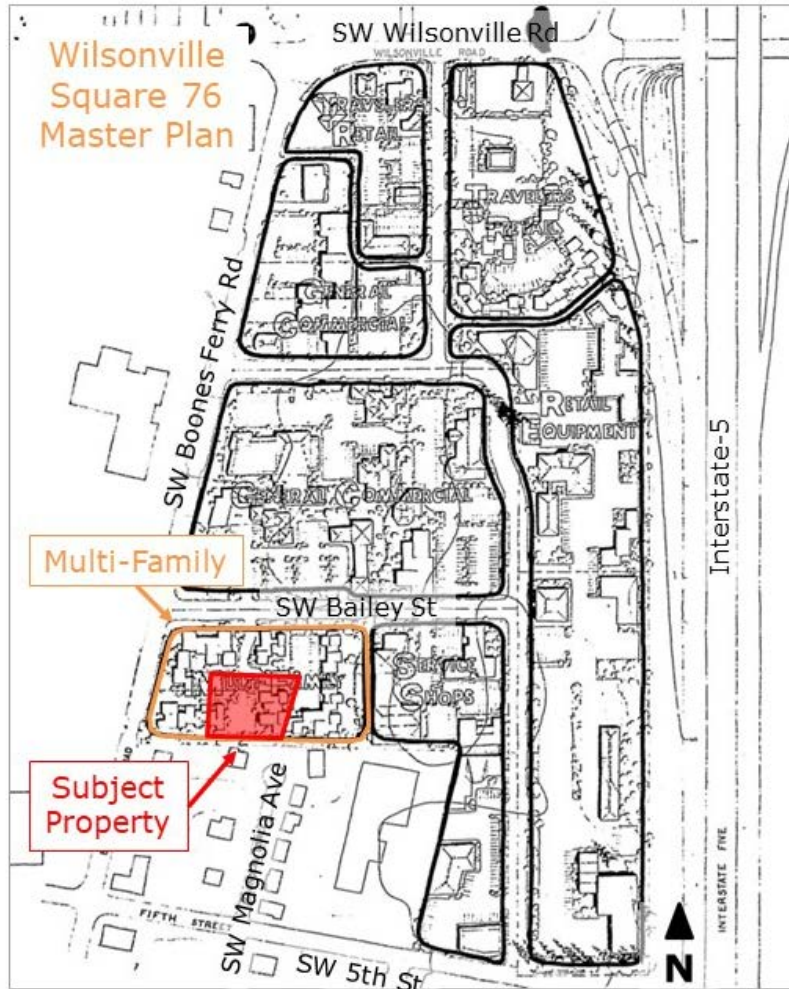 SW Wilsonville Rd
WILSONVILLE ROAD
Wilsonville
Square 76
Master Plan
TRAVELERS
RETAIL
TRAVELERS
RETAIL
GENERAL
COMMERCIAL
SW Boones Ferry Rd
RETAIL
EQUIPMENT
Interstate-5
GENERAL COMMERCIAL
Multi-Family
SW Bailey St
SERVICE
SHOPS
Subject
Property
SW Magnolia Ave
FIFTH STREET
SW 5th St
INTERSTATE FIVE
N